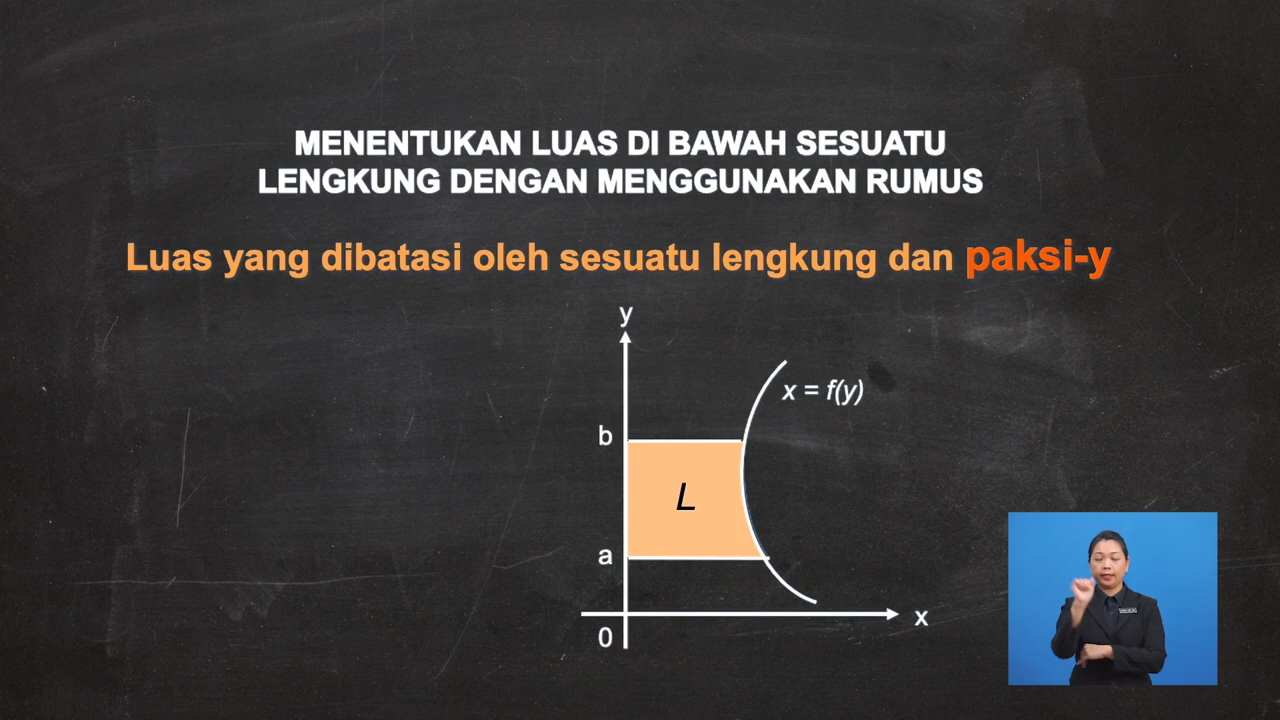 MENENTUKAN LUAS DI BAWAH SESUATU
LENGKUNG DENGAN MENGGUNAKAN RUMUS
Luas yang dibatasi oleh sesuatu lengkung dan paksi-y
y
x = f(y)
b
L
a
x
0